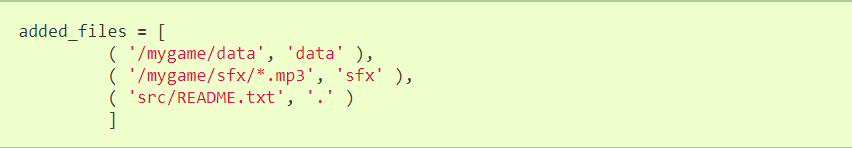 added_files = [
( '/mygame/data', 'data' ),
( '/mygame/sfx/*.mp3', 'sfx' ),
( 'src/README.txt', '.' )
]